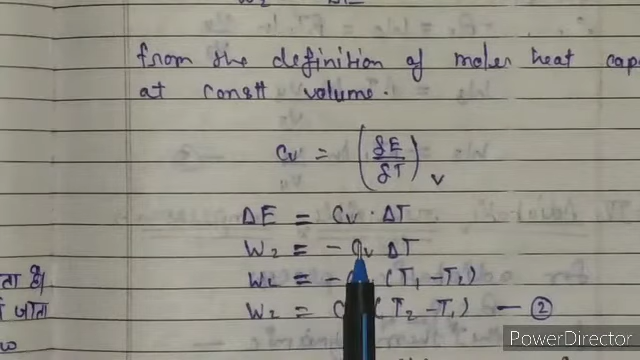 from the definition of moler heat cap
at constt volume.
Cv = (δE/δT)v
ΔE = Cv · ΔT
W2 = - Cv ΔT
W2 = - (T1 - T2)
W2 = C (T2 - T1) — ②
PowerDirector